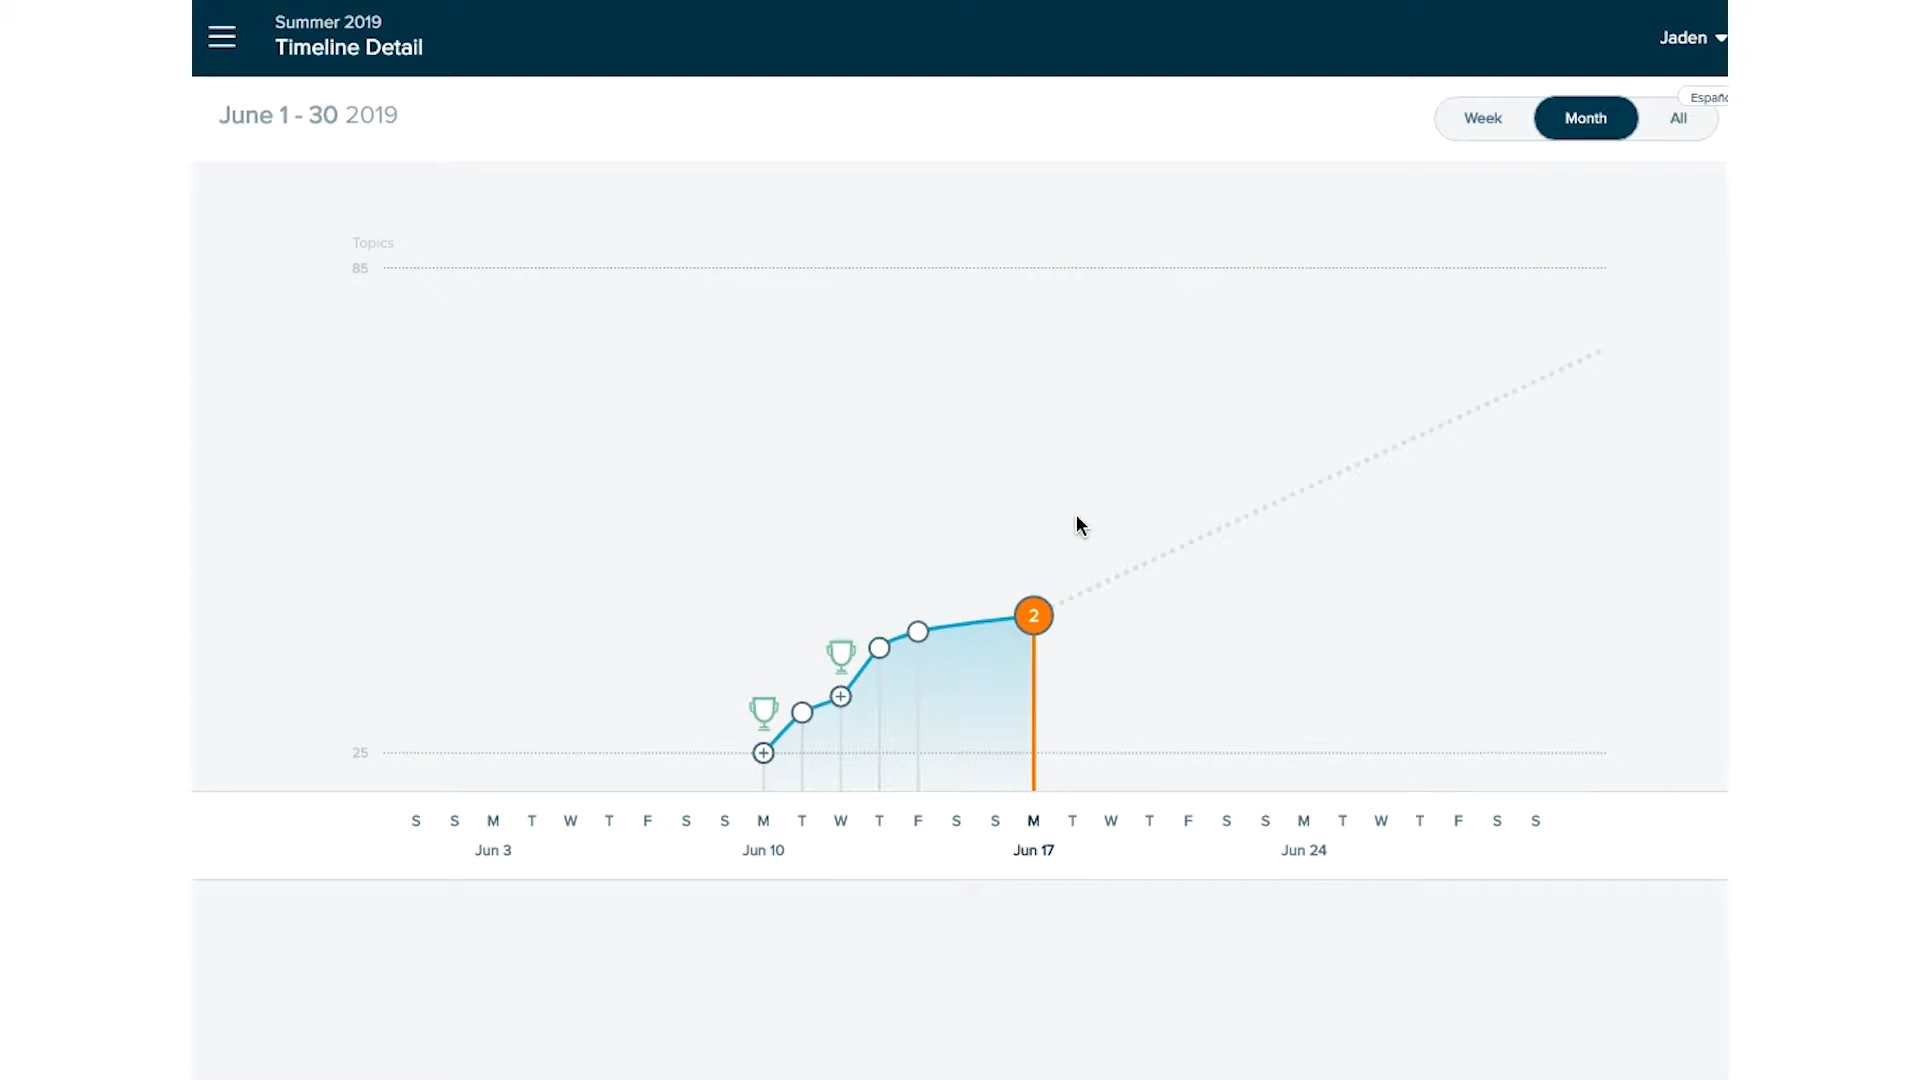 Summer 2019
Timeline Detail
Jaden
June 1 - 30 2019
Week
Month
All
Españo
Topics
85
2
25
S S M T W T F S S M T W T F S S M T W T F S S M T W T F S S
Jun 3 Jun 10 Jun 17 Jun 24